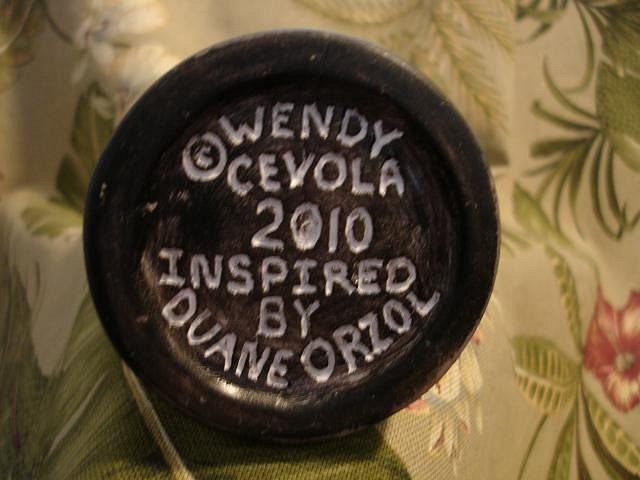 ©WENDY
CEVOLA
2010
INSPIRED
BY
DUANE ORZOL